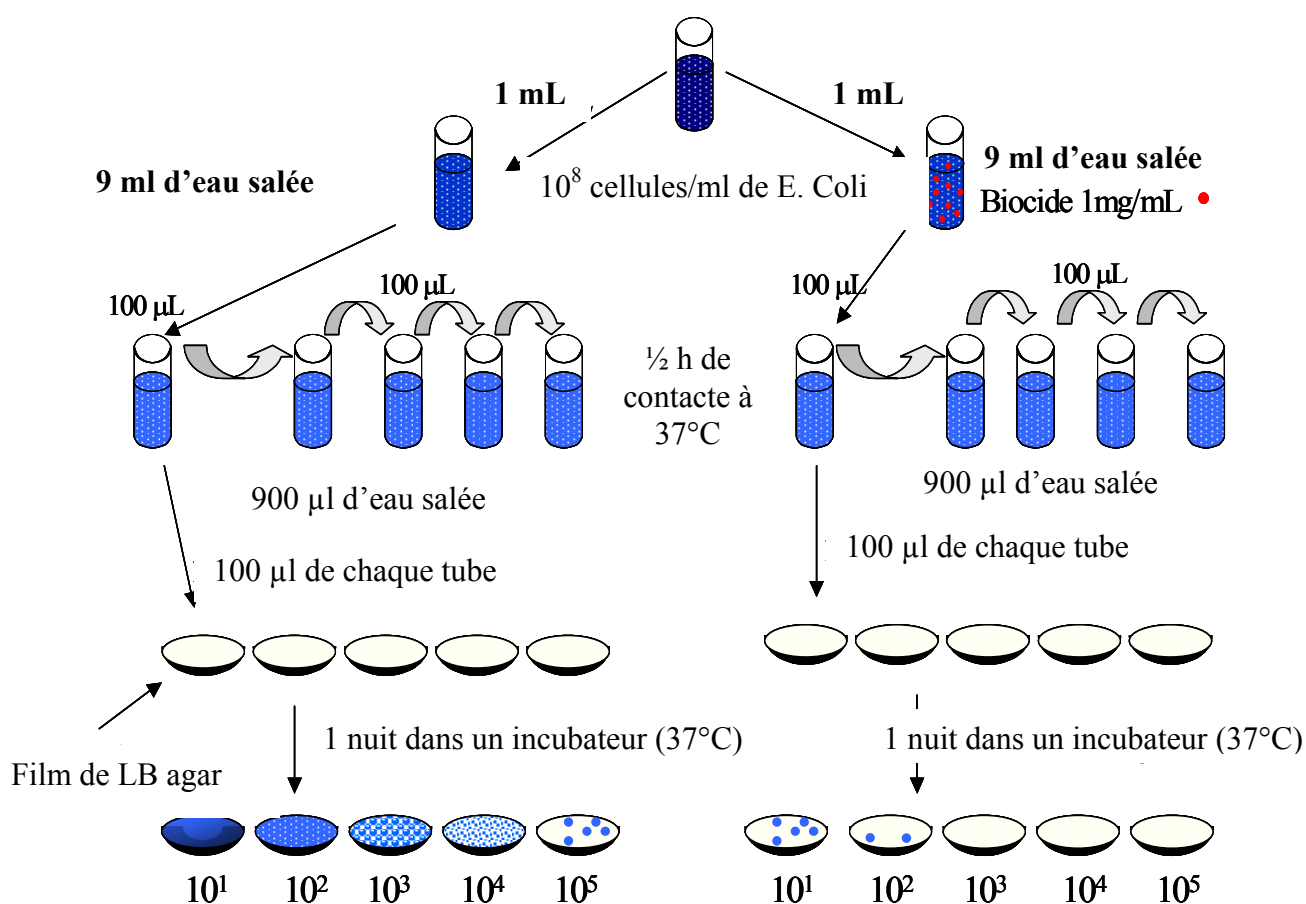 1 mL
1 mL
9 ml d’eau salée
10⁸ cellules/ml de E. Coli
9 ml d’eau salée
Biocide 1mg/mL
100 µL
100 µL
100 µL
100 µL
½ h de
contacte à
37°C
900 µl d’eau salée
900 µl d’eau salée
100 µl de chaque tube
100 µl de chaque tube
1 nuit dans un incubateur (37°C)
1 nuit dans un incubateur (37°C)
Film de LB agar
10¹ 10² 10³ 10⁴ 10⁵
10¹ 10² 10³ 10⁴ 10⁵